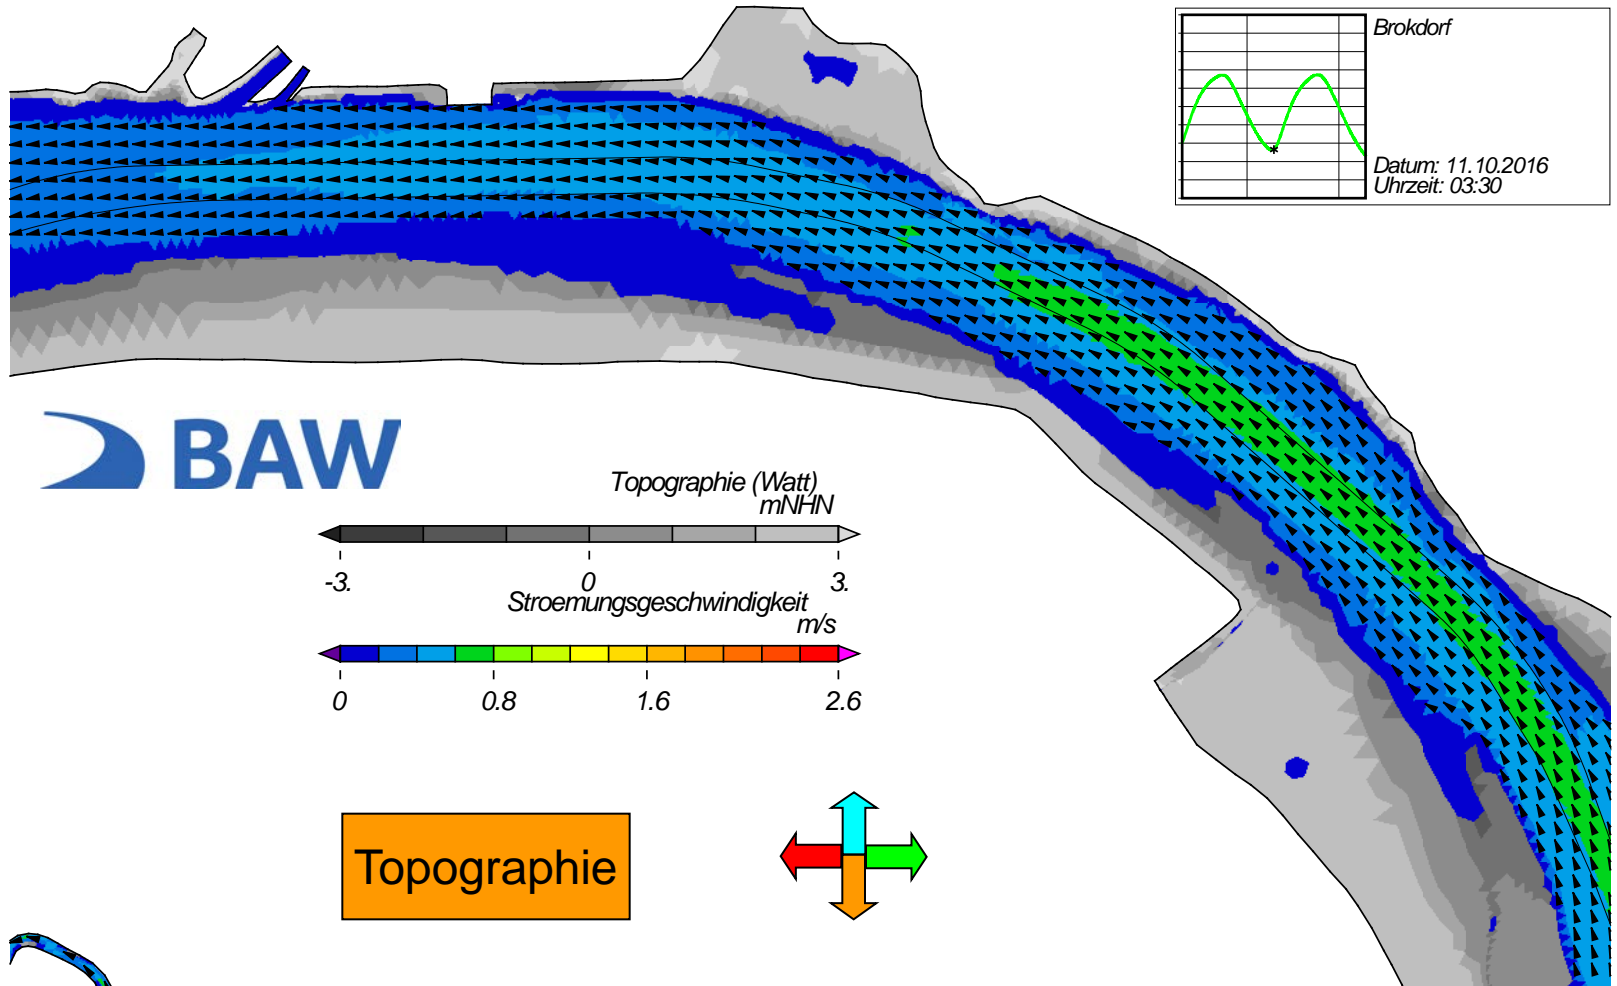 Brokdorf
Datum: 11.10.2016
Uhrzeit: 03:30
BAW
Topographie (Watt)
mNHN
-3. 0 3.
Stroemungsgeschwindigkeit
m/s
0 0.8 1.6 2.6
Topographie